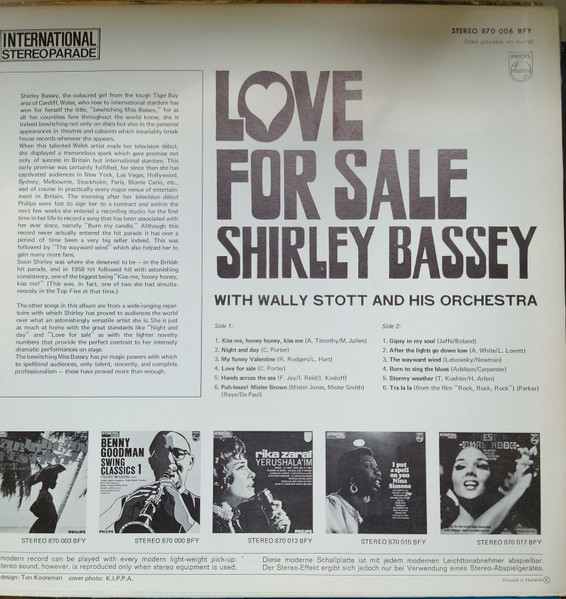 INTERNATIONAL
STEREOPARADE
STEREO 870 006 BFY
(also playable on mono)
PHILIPS
LOVE
FOR SALE
SHIRLEY BASSEY
WITH WALLY STOTT AND HIS ORCHESTRA
Shirley Bassey, the coloured girl from the tough Tiger Bay
area of Cardiff, Wales, who rose to international stardom has
won for herself the title, "bewitching Miss Bassey," for as
all her countless fans throughout the world know, she is
indeed bewitching not only on discs but also in the personal
appearances in theatres and cabarets which invariably break
house records wherever she appears.
When this talented Welsh artist made her television début,
she displayed a tremendous spark which gave promise not
only of success in Britain but international stardom. This
early promise was certainly fulfilled, for since then she has
captivated audiences in New York, Las Vegas, Hollywood,
Sydney, Melbourne, Stockholm, Paris, Monte Carlo, etc.,
and of course in practically every major venue of entertain-
ment in Britain. The morning after her television début
Philips were fast to sign her to a contract and within the
next few weeks she entered a recording studio for the first
time in her life to record a song that has been associated with
her ever since, namely "Burn my candle." Although this
record never actually entered the hit parade it has over a
period of time been a very big seller indeed. This was
followed by "The wayward wind" which also helped her to
gain many more fans.
Soon Shirley was where she deserved to be – in the British
hit parade, and in 1958 hit followed hit with astonishing
consistency, one of the biggest being "Kiss me, honey honey,
kiss me!" (This was, in fact, one of two she had simulta-
neously in the Top Five at that time.)
The other songs in this album are from a wide-ranging reper-
toire with which Shirley has proved to audiences the world
over what an astonishingly versatile artist she is. She is just
as much at home with the great standards like "Night and
day" and "Love for sale" as with the lighter novelty
numbers that provide the perfect contrast to her intensely
dramatic performances on stage.
The bewitching Miss Bassey has no magic powers with which
to spellbind audiences, only talent, sincerity, and complete
professionalism – these have proved more than enough.
Side 1:
1. Kiss me, honey honey, kiss me (A. Timothy/M. Julien)
2. Night and day (C. Porter)
3. My funny Valentine (R. Rodgers/L. Hart)
4. Love for sale (C. Porter)
5. Hands across the sea (F. Jay/I. Reid/I. Kosloff)
6. Puh-leeze! Mister Brown (Mister Jones, Mister Smith)
(Raye/De Paul)
Side 2:
1. Gipsy in my soul (Jaffa/Boland)
2. After the lights go down low (A. White/L. Lovett)
3. The wayward wind (Lebowsky/Newman)
4. Born to sing the blues (Adelson/Carpenter)
5. Stormy weather (T. Koehler/H. Arlen)
6. Tra la la (from the film "Rock, Rock, Rock") (Parker)
BENNY
GOODMAN
SWING
CLASSICS 1
PHILIPS
rika zaraï
YERUSHALA'IM
I put
a spell
on you
Nina
Simone
STEREO 870 003 BFY
STEREO 870 000 BFY
STEREO 870 013 BFY
STEREO 870 015 BFY
STEREO 870 017 BFY
modern record can be played with every modern light-weight pick-up.
stereo sound, however, is reproduced only when stereo equipment is used.
Diese moderne Schallplatte ist mit jedem modernen Leichttonabnehmer abspielbar.
Der Stereo-Effekt ergibt sich jedoch nur bei Verwendung eines Stereo-Abspielgerätes.
design: Ton Kooreman cover photo: K.I.P.P.A.
Printed in Holland